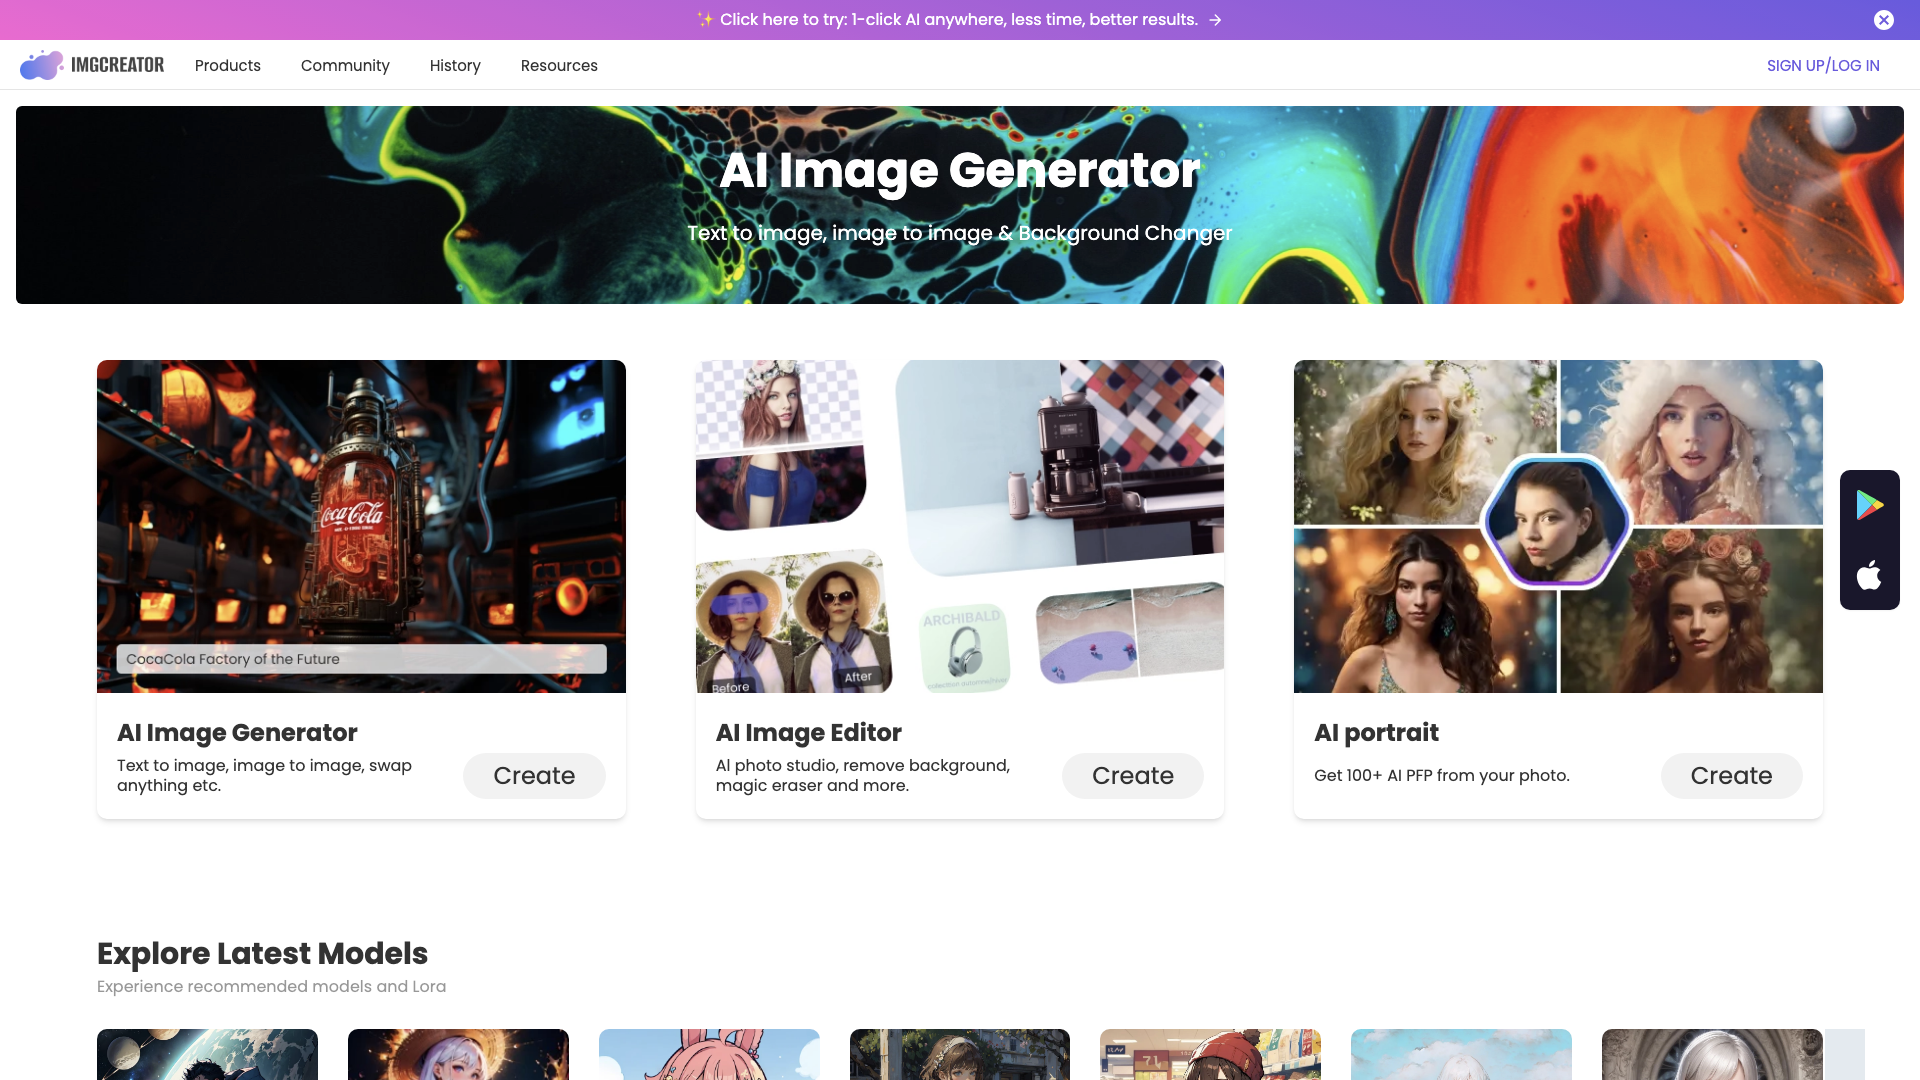 ✨ Click here to try: 1-click AI anywhere, less time, better results. →
IMGCREATOR
Products
Community
History
Resources
SIGN UP/LOG IN
AI Image Generator
Text to image, image to image & Background Changer
Coca-Cola
CocaCola Factory of the Future
Before
After
ARCHIBALD
AI Image Generator
Text to image, image to image, swap
anything etc.
Create
AI Image Editor
AI photo studio, remove background,
magic eraser and more.
Create
AI portrait
Get 100+ AI PFP from your photo.
Create
Explore Latest Models
Experience recommended models and Lora
71